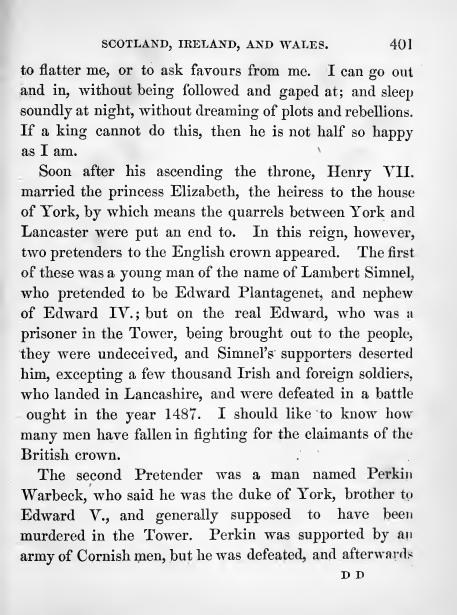 SCOTLAND, IRELAND, AND WALES. 401
to flatter me, or to ask favours from me. I can go out
and in, without being followed and gaped at; and sleep
soundly at night, without dreaming of plots and rebellions.
If a king cannot do this, then he is not half so happy
as I am.
Soon after his ascending the throne, Henry VII.
married the princess Elizabeth, the heiress to the house
of York, by which means the quarrels between York and
Lancaster were put an end to. In this reign, however,
two pretenders to the English crown appeared. The first
of these was a young man of the name of Lambert Simnel,
who pretended to be Edward Plantagenet, and nephew
of Edward IV.; but on the real Edward, who was a
prisoner in the Tower, being brought out to the people,
they were undeceived, and Simnel's supporters deserted
him, excepting a few thousand Irish and foreign soldiers,
who landed in Lancashire, and were defeated in a battle
ought in the year 1487. I should like to know how
many men have fallen in fighting for the claimants of the
British crown.
The second Pretender was a man named Perkin
Warbeck, who said he was the duke of York, brother to
Edward V., and generally supposed to have been
murdered in the Tower. Perkin was supported by an
army of Cornish men, but he was defeated, and afterwards
D D